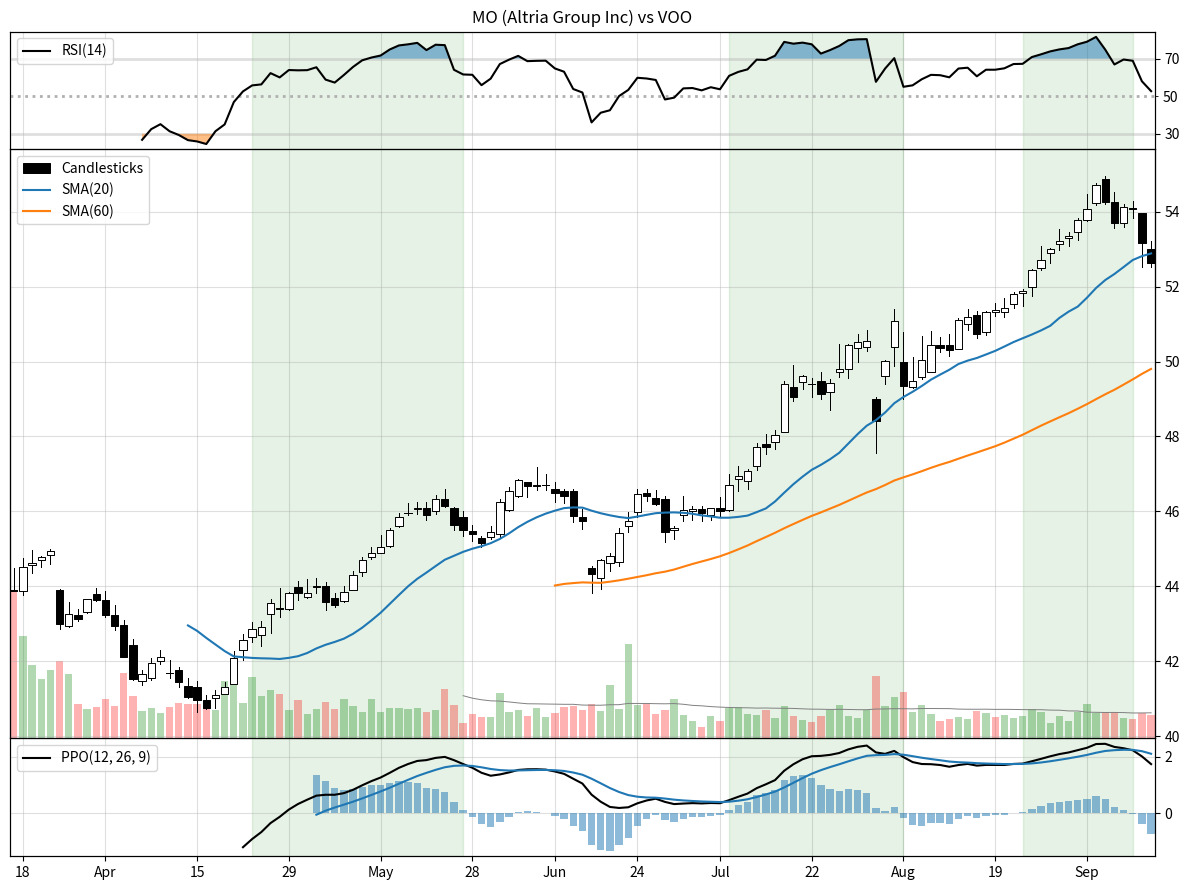 MO (Altria Group Inc) vs VOO
RSI(14)
70
50
30
Candlesticks
SMA(20)
SMA(60)
54
52
50
48
46
44
42
40
PPO(12, 26, 9)
2
0
18 Apr 15 29 May 28 Jun 24 Jul 22 Aug 19 Sep